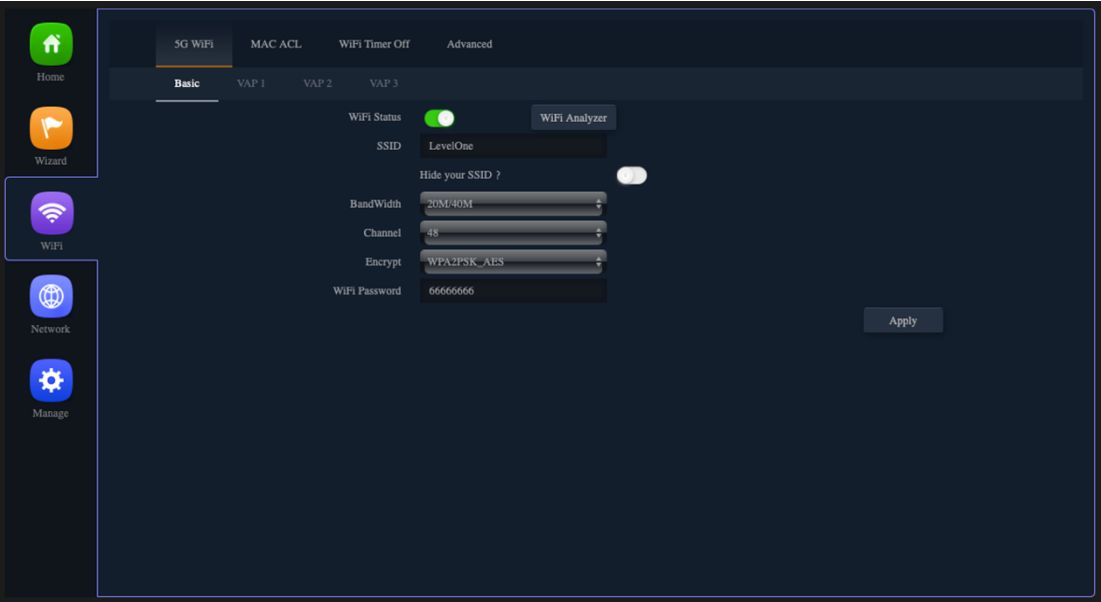 Home
Wizard
WiFi
Network
Manage
5G WiFi MAC ACL WiFi Timer Off Advanced
Basic VAP 1 VAP 2 VAP 3
WiFi Status WiFi Analyzer
SSID LevelOne
Hide your SSID ?
BandWidth 20M/40M
Channel 48
Encrypt WPA2PSK_AES
WiFi Password 66666666
Apply